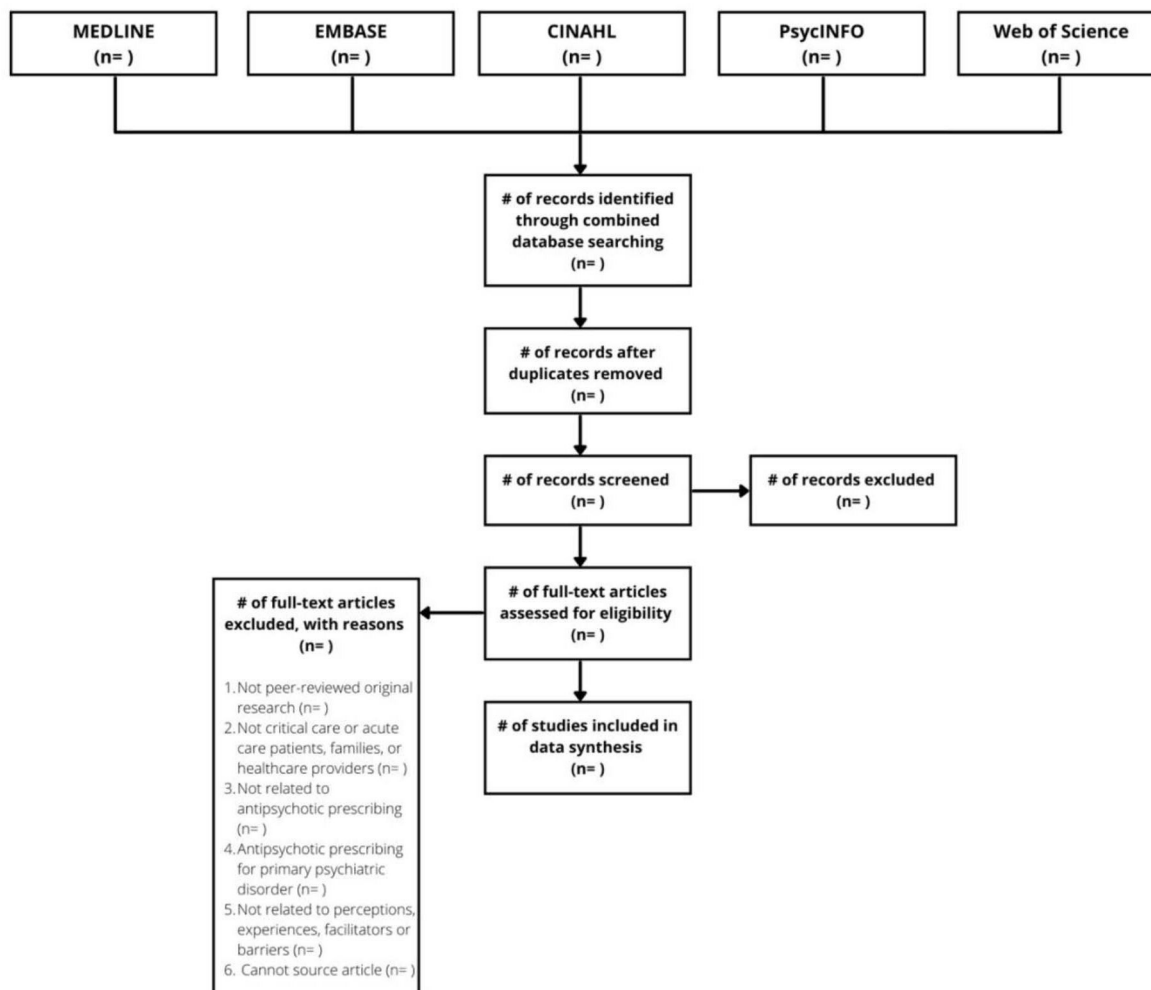 MEDLINE
(n= )
EMBASE
(n= )
CINAHL
(n= )
PsycINFO
(n= )
Web of Science
(n= )
# of records identified
through combined
database searching
(n= )
# of records after
duplicates removed
(n= )
# of records screened
(n= )
# of records excluded
(n= )
# of full-text articles
assessed for eligibility
(n= )
# of full-text articles
excluded, with reasons
(n= )
1. Not peer-reviewed original
research (n= )
2. Not critical care or acute
care patients, families, or
healthcare providers (n= )
3. Not related to
antipsychotic prescribing
(n= )
4. Antipsychotic prescribing
for primary psychiatric
disorder (n= )
5. Not related to perceptions,
experiences, facilitators or
barriers (n= )
6. Cannot source article (n= )
# of studies included in
data synthesis
(n= )